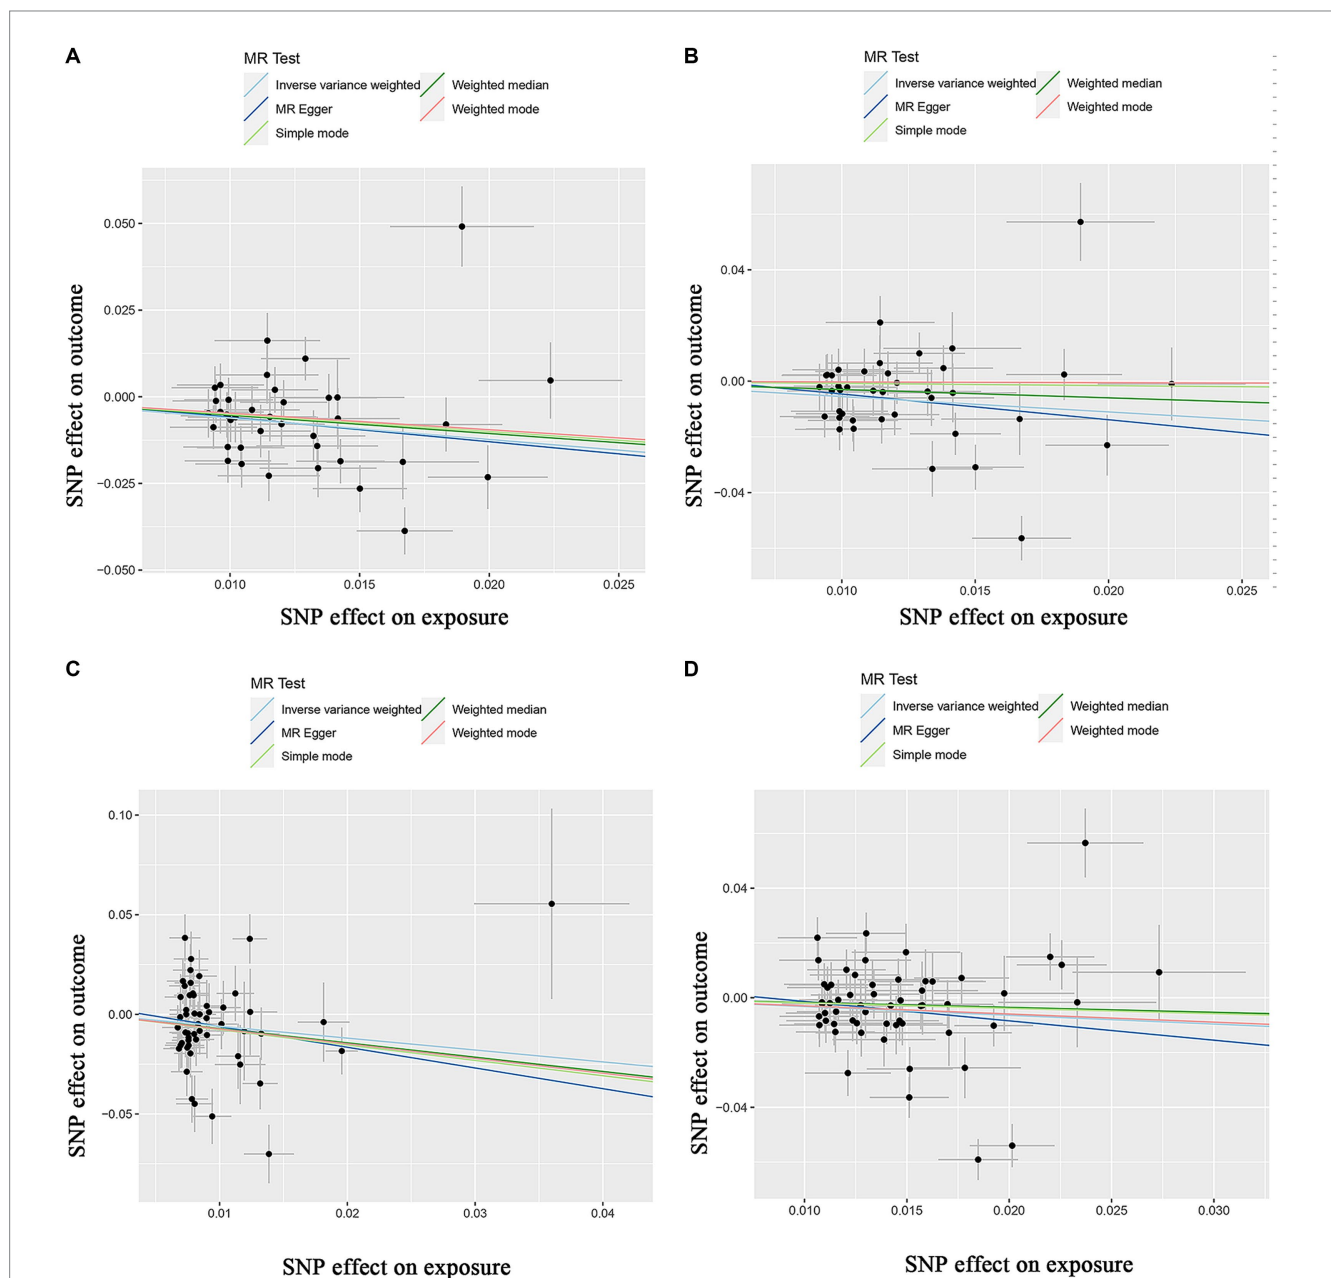 A
MR Test
Inverse variance weighted
Weighted median
MR Egger
Weighted mode
Simple mode
0.050
0.025
0.000
−0.025
−0.050
SNP effect on outcome
0.010
0.015
0.020
0.025
SNP effect on exposure
B
MR Test
Inverse variance weighted
Weighted median
MR Egger
Weighted mode
Simple mode
0.04
0.00
−0.04
SNP effect on outcome
0.010
0.015
0.020
0.025
SNP effect on exposure
C
MR Test
Inverse variance weighted
Weighted median
MR Egger
Weighted mode
Simple mode
0.10
0.05
0.00
−0.05
SNP effect on outcome
0.01
0.02
0.03
0.04
SNP effect on exposure
D
MR Test
Inverse variance weighted
Weighted median
MR Egger
Weighted mode
Simple mode
0.04
0.00
−0.04
SNP effect on outcome
0.010
0.015
0.020
0.025
0.030
SNP effect on exposure